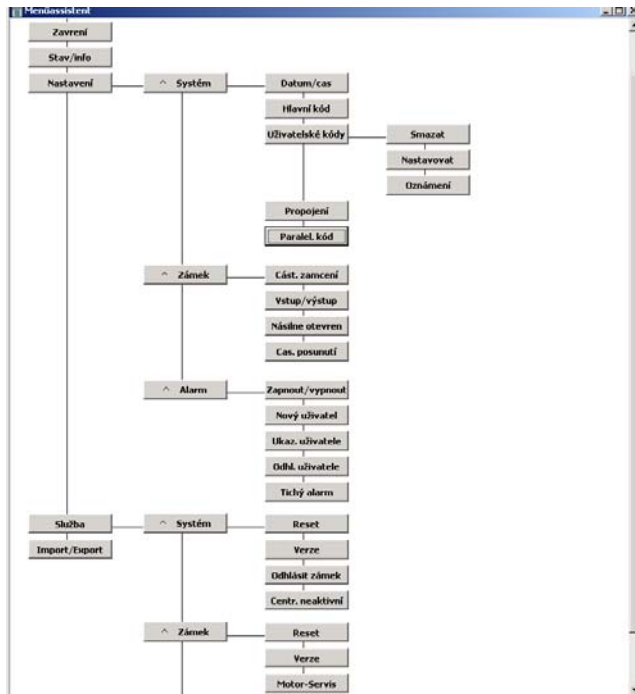 Menüassistent
Zavrení
Stav/info
Nastavení
^ Systém
Datum/cas
Hlavní kód
Uživatelské kódy
Smazat
Nastavovat
Oznámení
Propojení
Paralel. kód
^ Zámek
Cást. zamcení
Vstup/výstup
Násilne otevren
Cas. posunutí
^ Alarm
Zapnout/vypnout
Nový uživatel
Ukaz. uživatele
Odhl. uživatele
Tichý alarm
Služba
^ Systém
Reset
Import/Export
Verze
Odhlásit zámek
Centr. neaktivní
^ Zámek
Reset
Verze
Motor-Servis